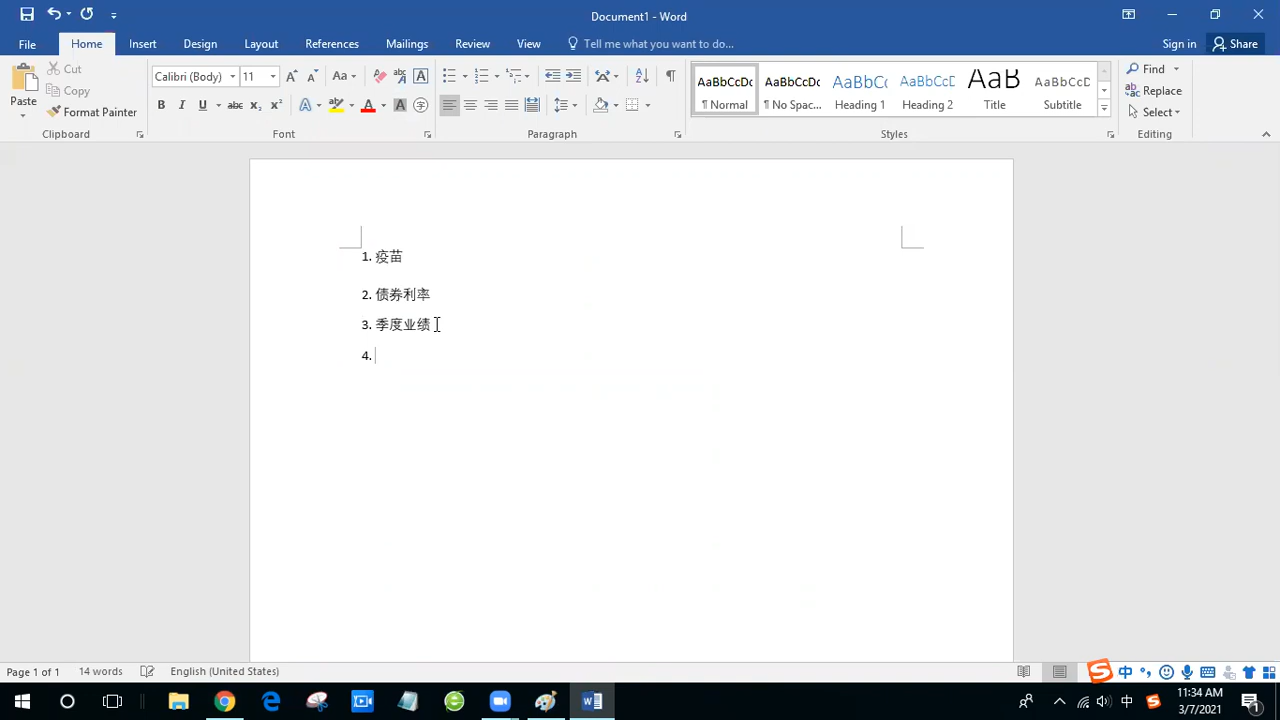 Document1 - Word
File Home Insert Design Layout References Mailings Review View Tell me what you want to do... Sign in Share
Paste Cut Copy Format Painter
Clipboard
Calibri (Body) 11
Font
Paragraph
AaBbCcDc AaBbCcDc AaBbCc AaBbCcD AaB AaBbCcD
¶ Normal ¶ No Spac... Heading 1 Heading 2 Title Subtitle
Styles
Find
Replace
Select
Editing
1. 疫苗
2. 债券利率
3. 季度业绩
4.
Page 1 of 1 14 words English (United States) 中
中 11:34 AM
3/7/2021